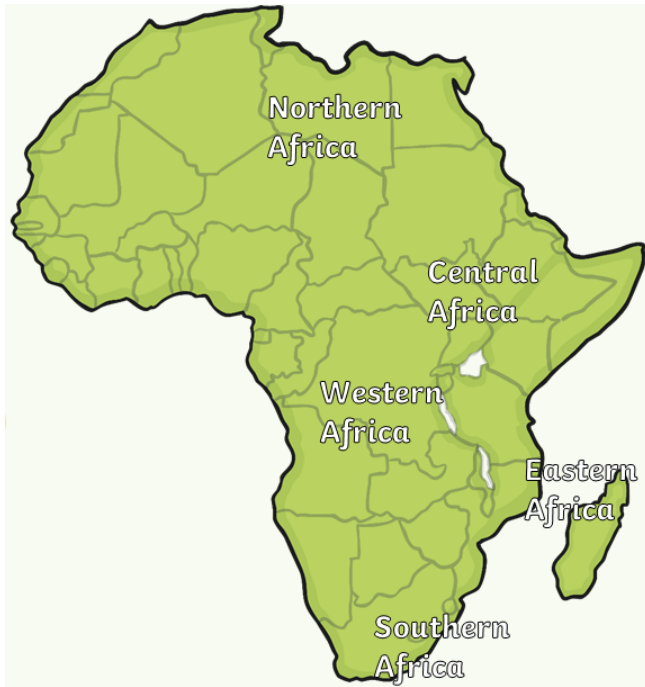 Northern
Africa
Central
Africa
Western
Africa
Eastern
Africa
Southern
Africa